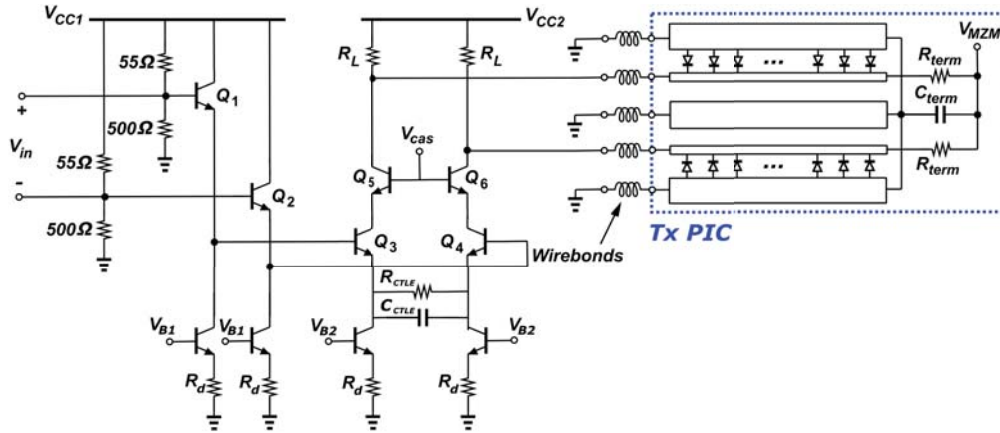 V_CC1
V_CC2
55Ω
R_L
R_L
V_MZM
R_term
Q_1
+
500Ω
C_term
V_in
V_cas
55Ω
-
Q_2
Q_5
Q_6
R_term
500Ω
Q_3
Q_4
Wirebonds
Tx PIC
R_CTLE
C_CTLE
V_B1
V_B1
V_B2
V_B2
R_d
R_d
R_d
R_d